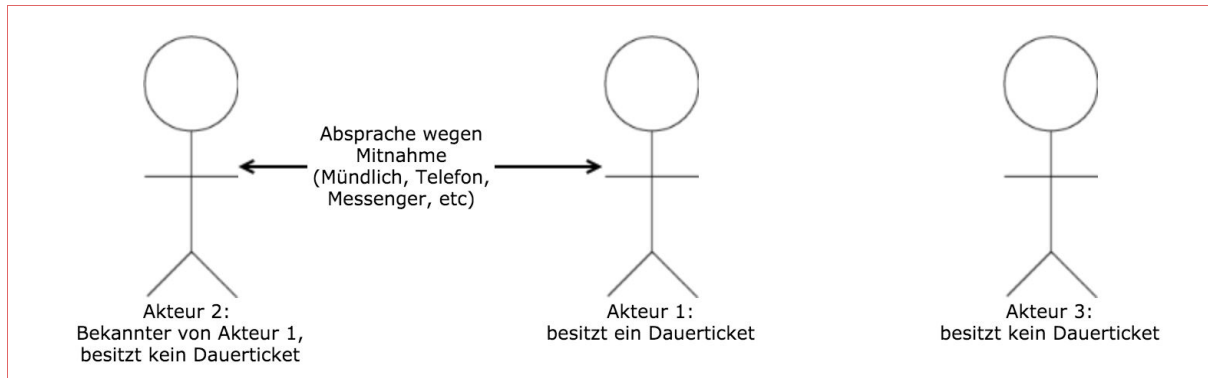 Absprache wegen
Mitnahme
(Mündlich, Telefon,
Messenger, etc)
Akteur 2:
Bekannter von Akteur 1,
besitzt kein Dauerticket
Akteur 1:
besitzt ein Dauerticket
Akteur 3:
besitzt kein Dauerticket